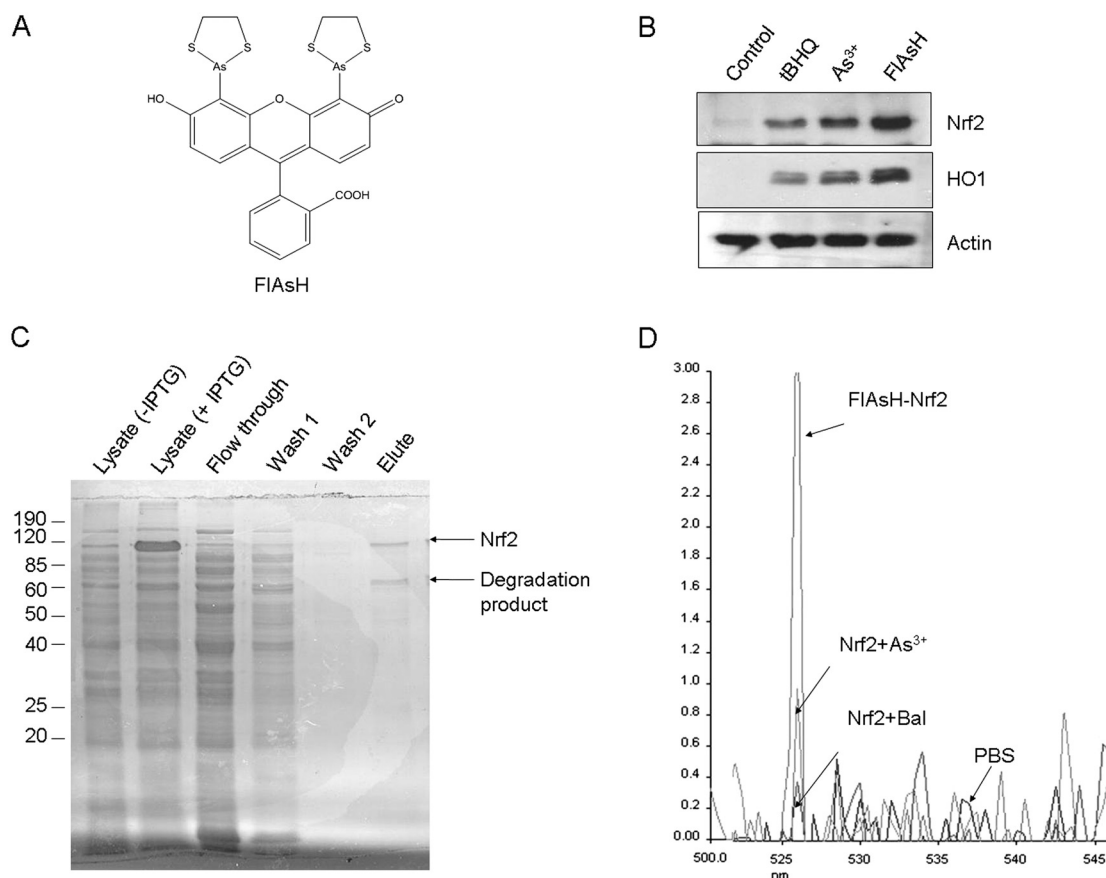 A
S
S
S
S
As
As
HO
O
O
COOH
FlAsH
B
Control
tBHQ
As3+
FlAsH
Nrf2
HO1
Actin
C
Lysate (-IPTG)
Lysate (+ IPTG)
Flow through
Wash 1
Wash 2
Elute
190
120
85
60
50
40
25
20
Nrf2
Degradation
product
D
3.00
2.8
2.6
2.4
2.2
2.0
1.8
1.6
1.4
1.2
1.0
0.8
0.6
0.4
0.2
0.00
FlAsH-Nrf2
Nrf2+As3+
Nrf2+Bal
PBS
500.0
525
530
535
540
545
nm